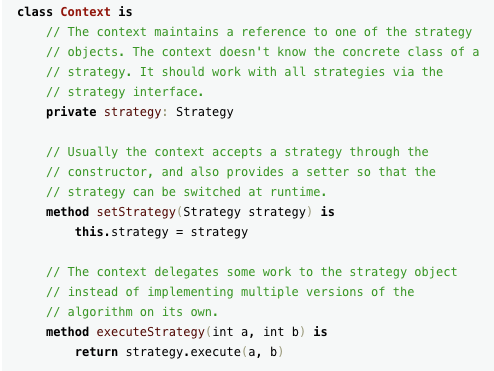 class Context is
// The context maintains a reference to one of the strategy
// objects. The context doesn't know the concrete class of a
// strategy. It should work with all strategies via the
// strategy interface.
private strategy: Strategy
// Usually the context accepts a strategy through the
// constructor, and also provides a setter so that the
// strategy can be switched at runtime.
method setStrategy(Strategy strategy) is
this.strategy = strategy
// The context delegates some work to the strategy object
// instead of implementing multiple versions of the
// algorithm on its own.
method executeStrategy(int a, int b) is
return strategy.execute(a, b)